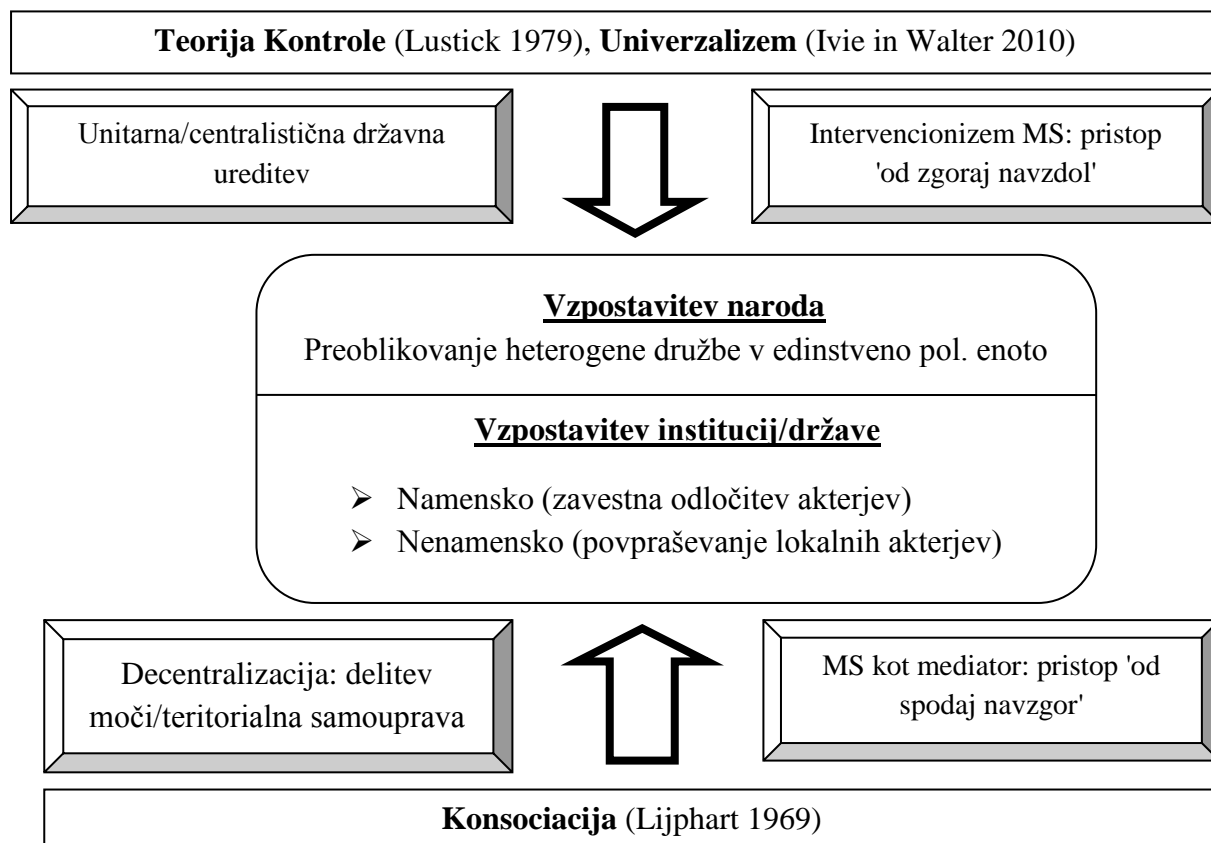 Teorija Kontrole (Lustick 1979), Univerzalizem (Ivie in Walter 2010)
Unitarna/centralistična državna
ureditev
Intervencionizem MS: pristop
'od zgoraj navzdol'
Vzpostavitev naroda
Preoblikovanje heterogene družbe v edinstveno pol. enoto
Vzpostavitev institucij/države
➢ Namensko (zavestna odločitev akterjev)
➢ Nenamensko (povpraševanje lokalnih akterjev)
Decentralizacija: delitev
moči/teritorialna samouprava
MS kot mediator: pristop 'od
spodaj navzgor'
Konsociacija (Lijphart 1969)